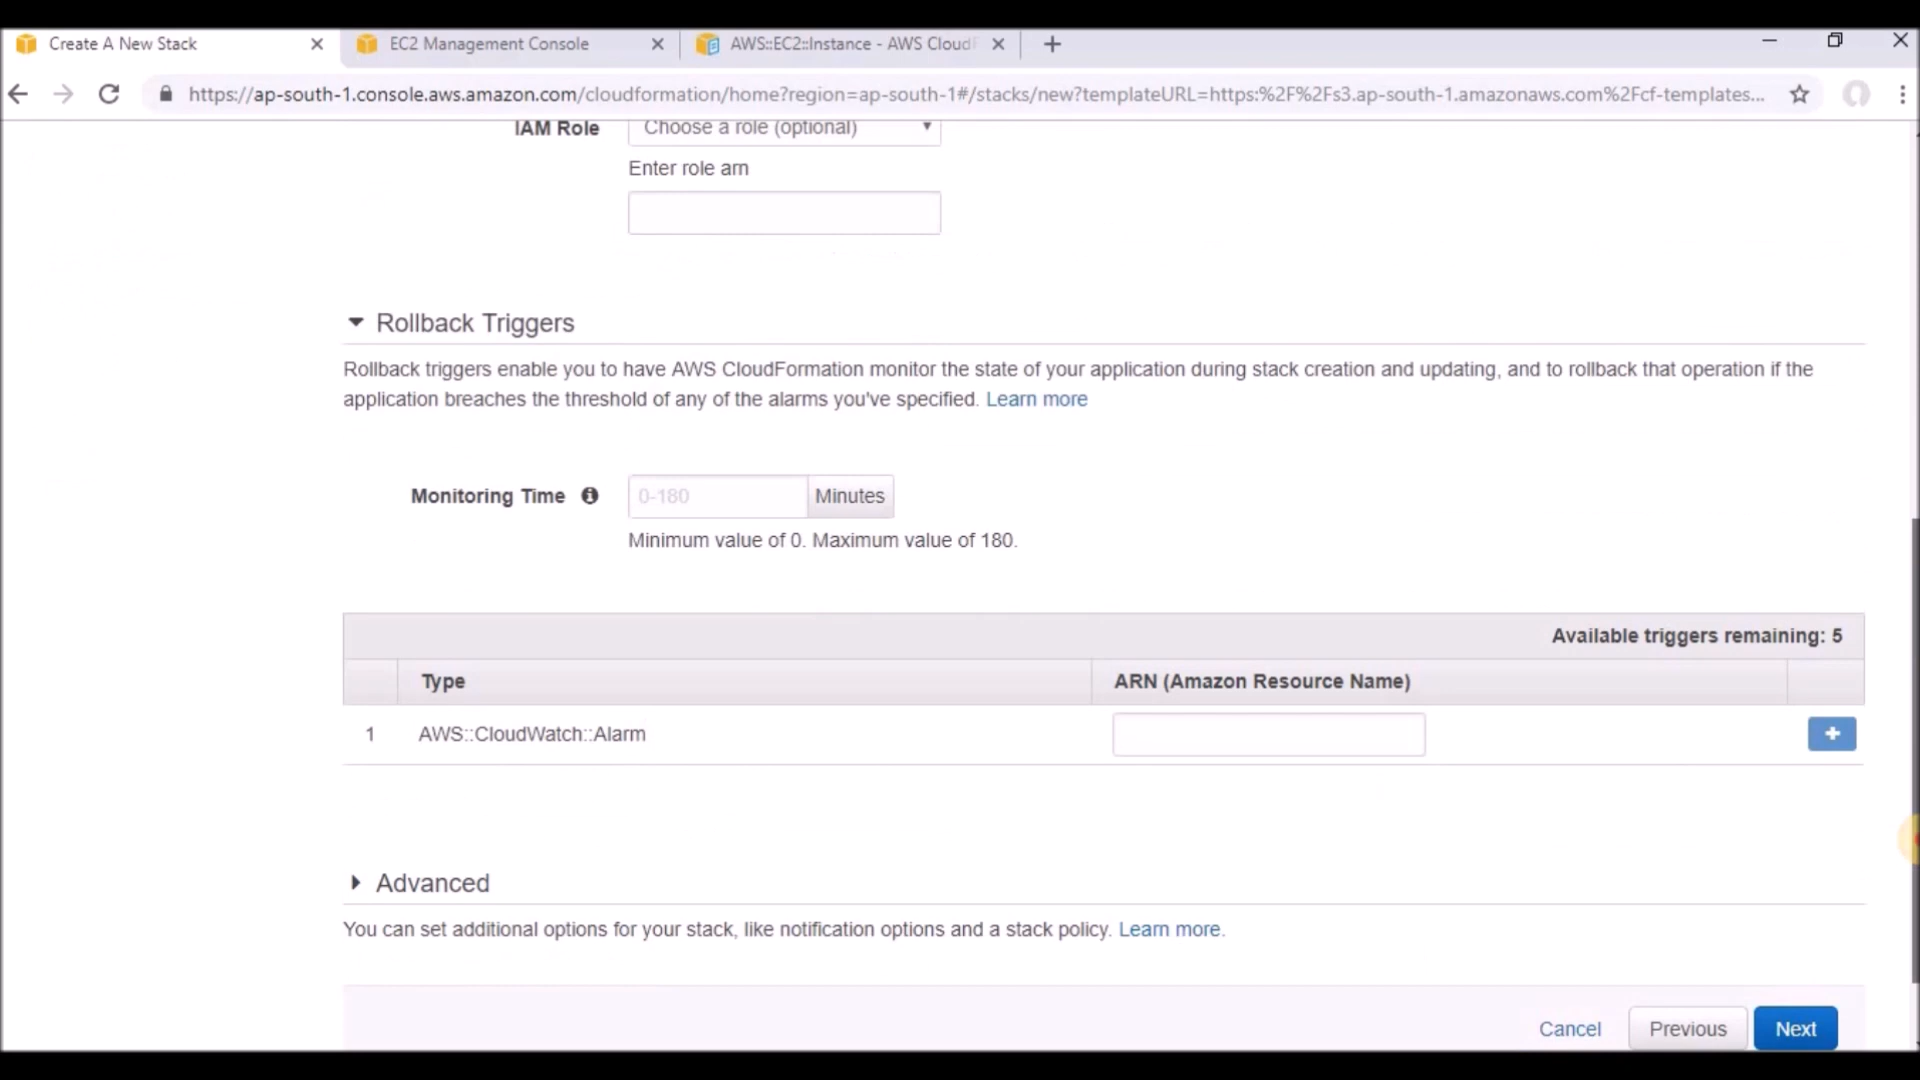 Create A New Stack
EC2 Management Console
AWS::EC2::Instance - AWS Cloud
https://ap-south-1.console.aws.amazon.com/cloudformation/home?region=ap-south-1#/stacks/new?templateURL=https:%2F%2Fs3.ap-south-1.amazonaws.com%2Fcf-templates...
IAM Role Choose a role (optional)
Enter role arn
Rollback Triggers
Rollback triggers enable you to have AWS CloudFormation monitor the state of your application during stack creation and updating, and to rollback that operation if the
application breaches the threshold of any of the alarms you've specified. Learn more
Monitoring Time 0-180 Minutes
Minimum value of 0. Maximum value of 180.
Available triggers remaining: 5
Type ARN (Amazon Resource Name)
1 AWS::CloudWatch::Alarm
Advanced
You can set additional options for your stack, like notification options and a stack policy. Learn more.
Cancel Previous Next